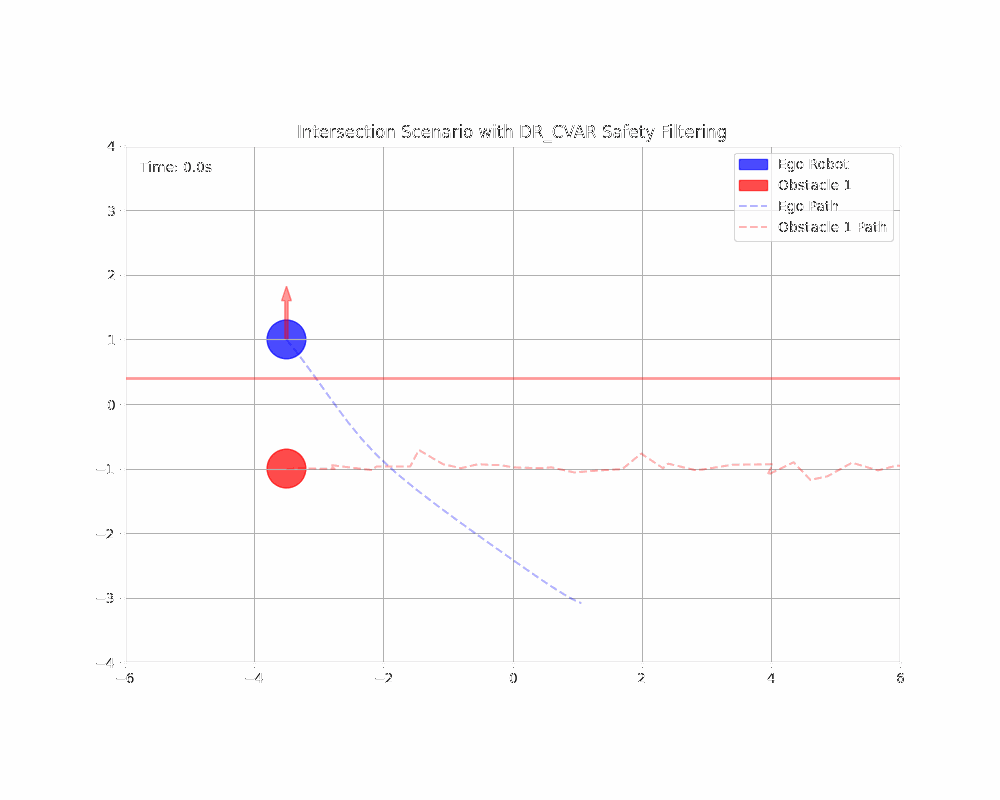 Intersection Scenario with DR_CVAR Safety Filtering
Time: 0.0s
Ego Robot
Obstacle 1
Ego Path
Obstacle 1 Path
4
3
2
1
0
−1
−2
−3
−4
−6
−4
−2
0
2
4
6